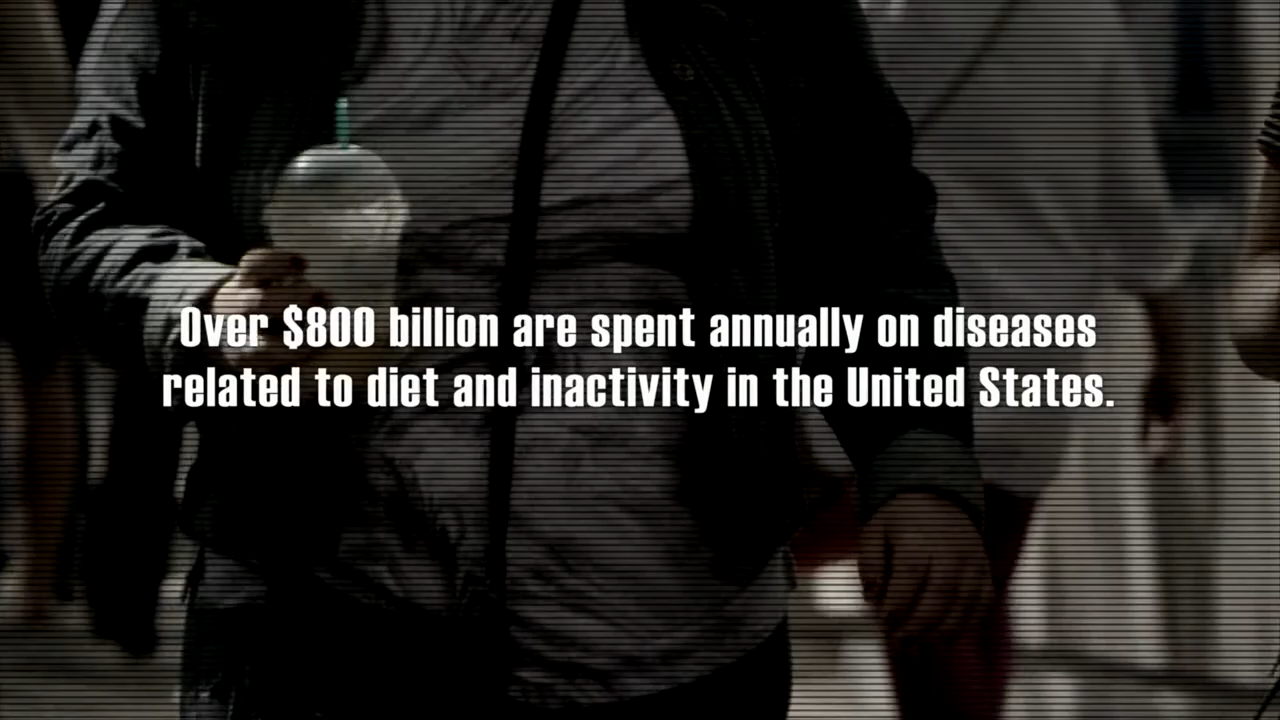 Over $800 billion are spent annually on diseases
related to diet and inactivity in the United States.